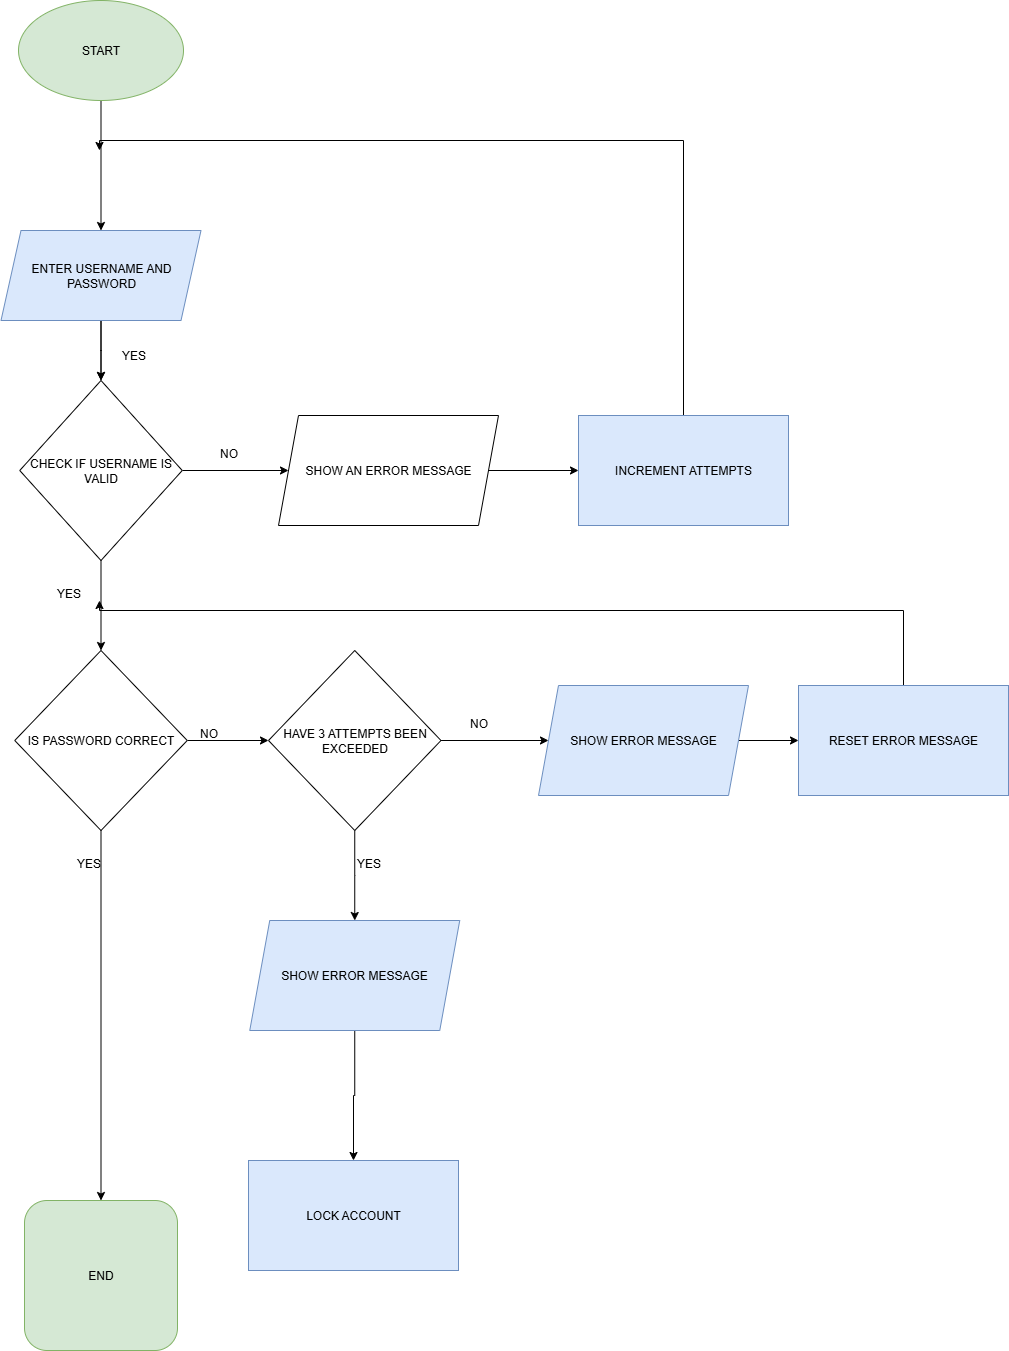 START
ENTER USERNAME AND
PASSWORD
YES
CHECK IF USERNAME IS
VALID
NO
SHOW AN ERROR MESSAGE
INCREMENT ATTEMPTS
YES
IS PASSWORD CORRECT
NO
HAVE 3 ATTEMPTS BEEN
EXCEEDED
NO
SHOW ERROR MESSAGE
RESET ERROR MESSAGE
YES
YES
SHOW ERROR MESSAGE
LOCK ACCOUNT
END